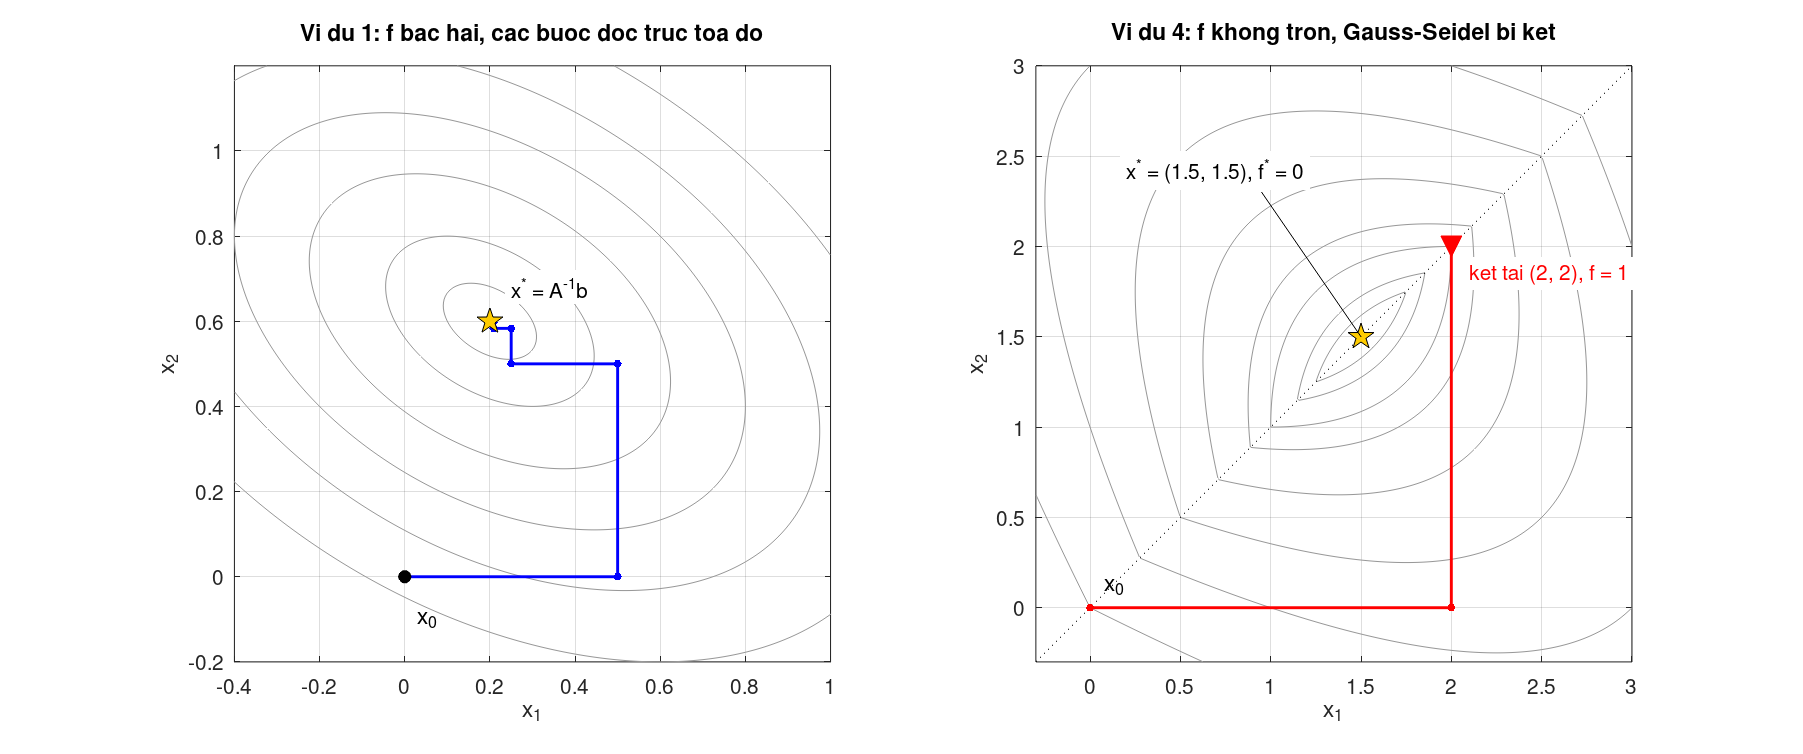 Vi du 1: f bac hai, cac buoc doc truc toa do
1
0.8
0.6
0.4
0.2
0
-0.2
x₂
x* = A⁻¹b
x₀
-0.4 -0.2 0 0.2 0.4 0.6 0.8 1
x₁
Vi du 4: f khong tron, Gauss-Seidel bi ket
3
2.5
2
1.5
1
0.5
0
x₂
x* = (1.5, 1.5), f* = 0
ket tai (2, 2), f = 1
x₀
0 0.5 1 1.5 2 2.5 3
x₁